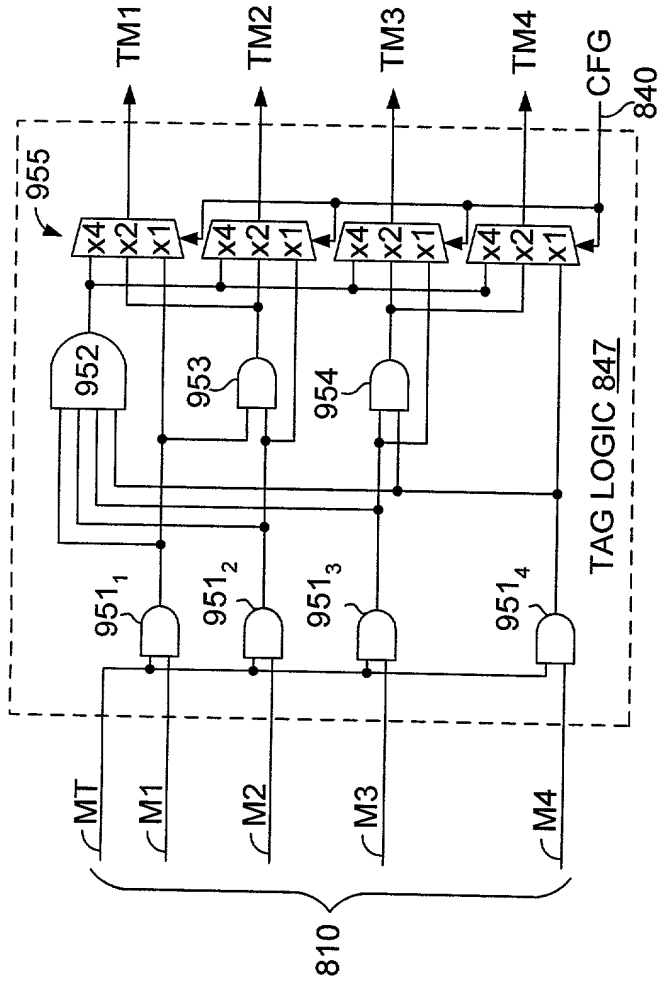 955
x4
x2
x1
TM1
952
x4
x2
x1
TM2
953
x4
x2
x1
TM3
954
x4
x2
x1
TM4
951₁
951₂
951₃
951₄
MT
M1
M2
M3
M4
810
TAG LOGIC 847
CFG
840